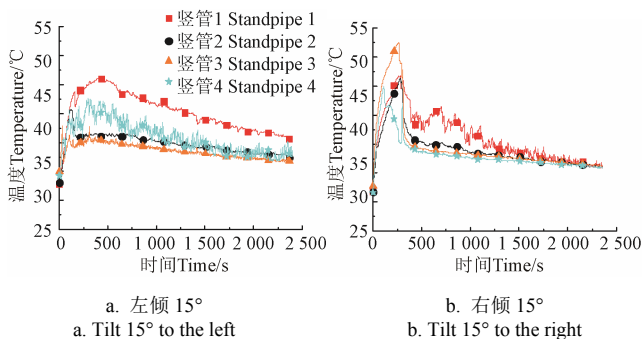 竖管1 Standpipe 1
竖管2 Standpipe 2
竖管3 Standpipe 3
竖管4 Standpipe 4
温度Temperature/℃
55
50
45
40
35
30
25
0 500 1 000 1 500 2 000 2 500
时间Time/s
温度Temperature/℃
55
50
45
40
35
30
25
0 500 1 000 1 500 2 000 2 500
时间Time/s
a. 左倾 15°
a. Tilt 15° to the left
b. 右倾 15°
b. Tilt 15° to the right